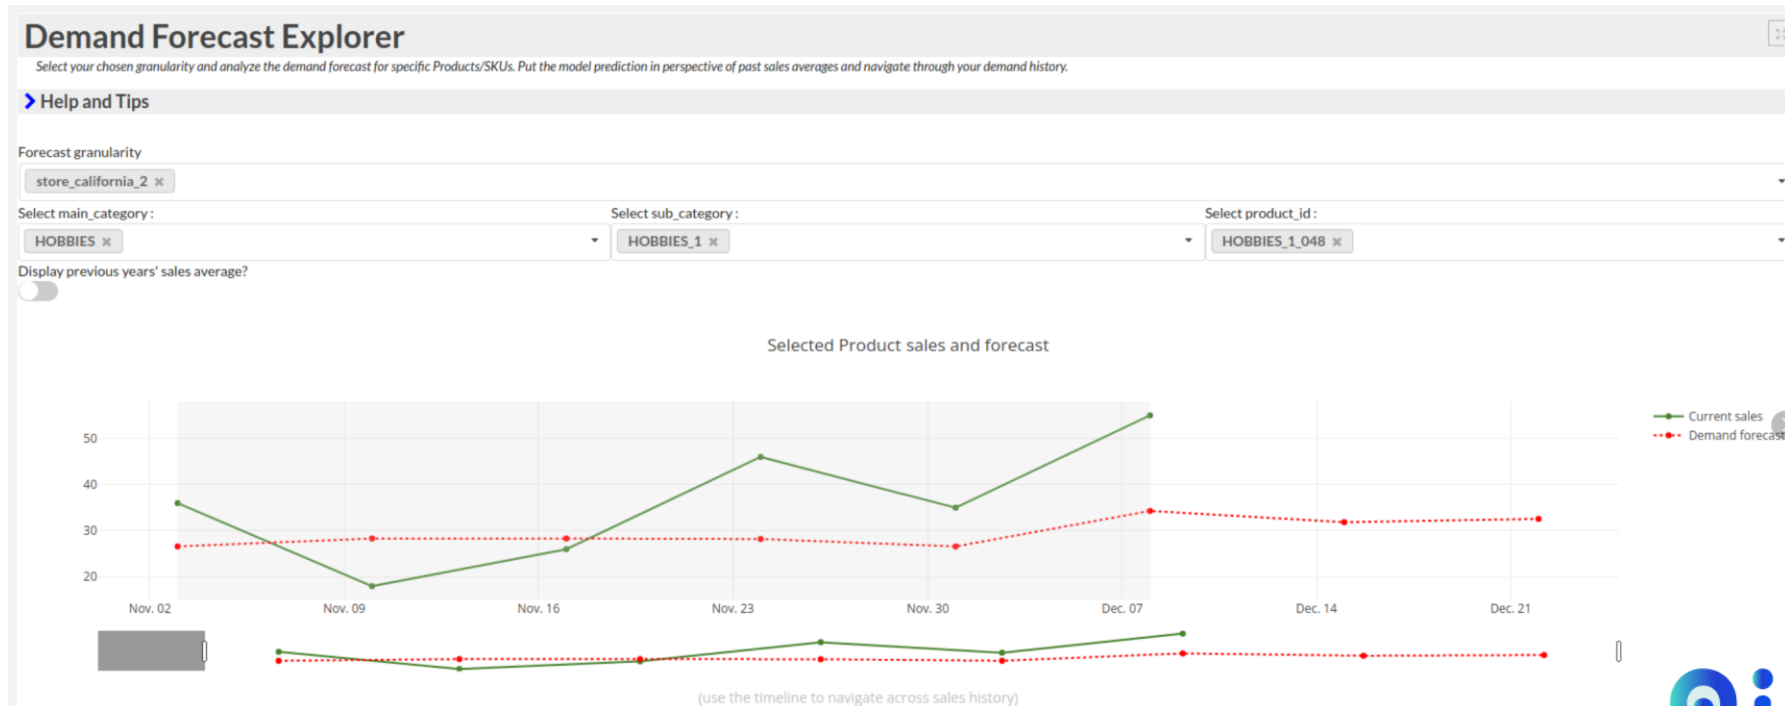 Demand Forecast Explorer
Select your chosen granularity and analyze the demand forecast for specific Products/SKUs. Put the model prediction in perspective of past sales averages and navigate through your demand history.
Help and Tips
Forecast granularity
store_california_2
Select main_category :
Select sub_category :
Select product_id :
HOBBIES
HOBBIES_1
HOBBIES_1_048
Display previous years' sales average?
Selected Product sales and forecast
Current sales
Demand forecast
50
40
30
20
Nov. 02
Nov. 09
Nov. 16
Nov. 23
Nov. 30
Dec. 07
Dec. 14
Dec. 21
(use the timeline to navigate across sales history)